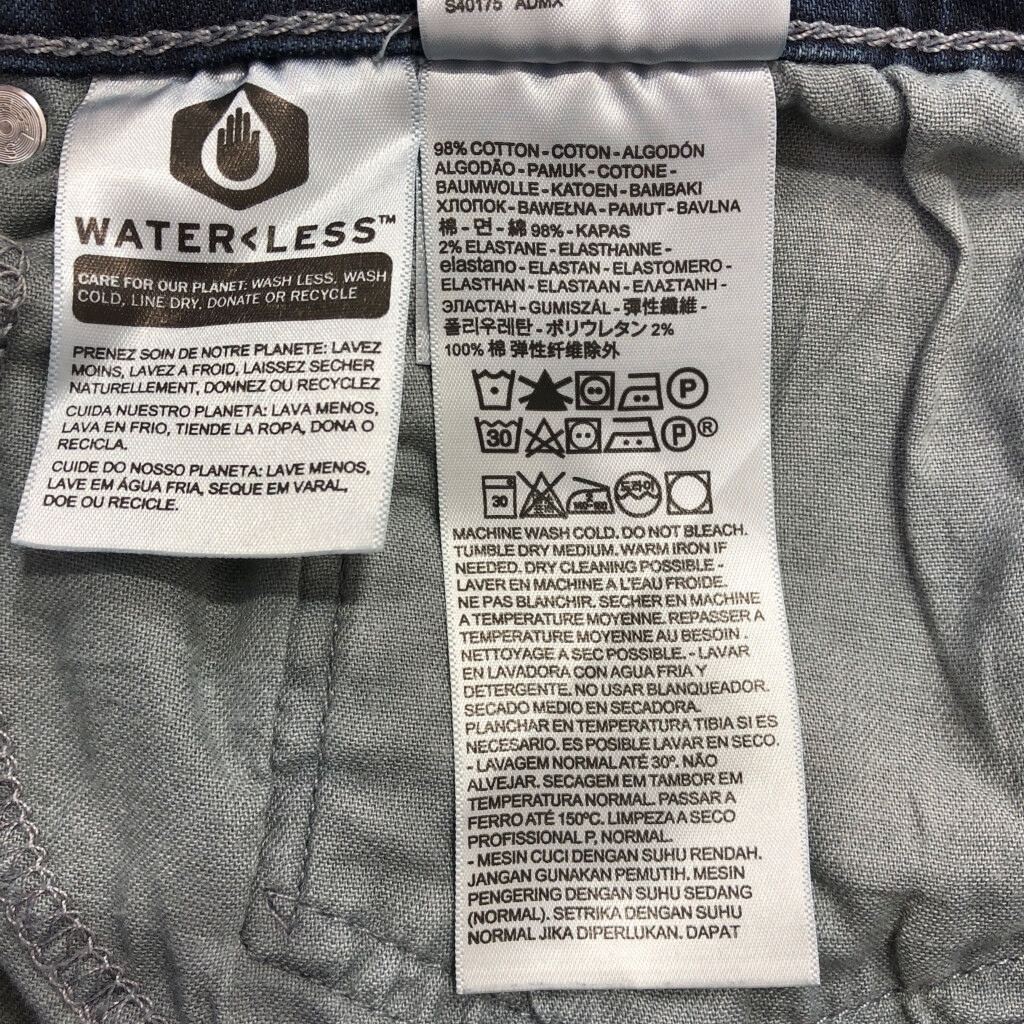 S40175 ADMX
WATER<LESS™
CARE FOR OUR PLANET: WASH LESS, WASH
COLD, LINE DRY, DONATE OR RECYCLE
PRENEZ SOIN DE NOTRE PLANETE: LAVEZ
MOINS, LAVEZ A FROID, LAISSEZ SECHER
NATURELLEMENT, DONNEZ OU RECYCLEZ
CUIDA NUESTRO PLANETA: LAVA MENOS,
LAVA EN FRIO, TIENDE LA ROPA, DONA O
RECICLA.
CUIDE DO NOSSO PLANETA: LAVE MENOS,
LAVE EM ÁGUA FRIA, SEQUE EM VARAL,
DOE OU RECICLE.
98% COTTON - COTON - ALGODÓN
ALGODÃO - PAMUK - COTONE -
BAUMWOLLE - KATOEN - BAMBAKI
ХЛОПОК - BAWEŁNA - PAMUT - BAVLNA
棉 - 면 - 綿 98% - KAPAS
2% ELASTANE - ELASTHANNE -
elastano - ELASTAN - ELASTOMERO -
ELASTHAN - ELASTAAN - ΕΛΑΣΤΑΝΗ -
ЭЛАСТАН - GUMISZÁL - 弾性繊維 -
폴리우레탄 - ポリウレタン 2%
100% 棉 弹性纤维除外
P
30 P®
30 140-160 드라이
MACHINE WASH COLD. DO NOT BLEACH.
TUMBLE DRY MEDIUM. WARM IRON IF
NEEDED. DRY CLEANING POSSIBLE -
LAVER EN MACHINE A L'EAU FROIDE.
NE PAS BLANCHIR. SECHER EN MACHINE
A TEMPERATURE MOYENNE. REPASSER A
TEMPERATURE MOYENNE AU BESOIN .
NETTOYAGE A SEC POSSIBLE. - LAVAR
EN LAVADORA CON AGUA FRIA Y
DETERGENTE. NO USAR BLANQUEADOR.
SECADO MEDIO EN SECADORA.
PLANCHAR EN TEMPERATURA TIBIA SI ES
NECESARIO. ES POSIBLE LAVAR EN SECO.
- LAVAGEM NORMAL ATÉ 30º. NÃO
ALVEJAR. SECAGEM EM TAMBOR EM
TEMPERATURA NORMAL. PASSAR A
FERRO ATÉ 150ºC. LIMPEZA A SECO
PROFISSIONAL P, NORMAL.
- MESIN CUCI DENGAN SUHU RENDAH.
JANGAN GUNAKAN PEMUTIH. MESIN
PENGERING DENGAN SUHU SEDANG
(NORMAL). SETRIKA DENGAN SUHU
NORMAL JIKA DIPERLUKAN. DAPAT